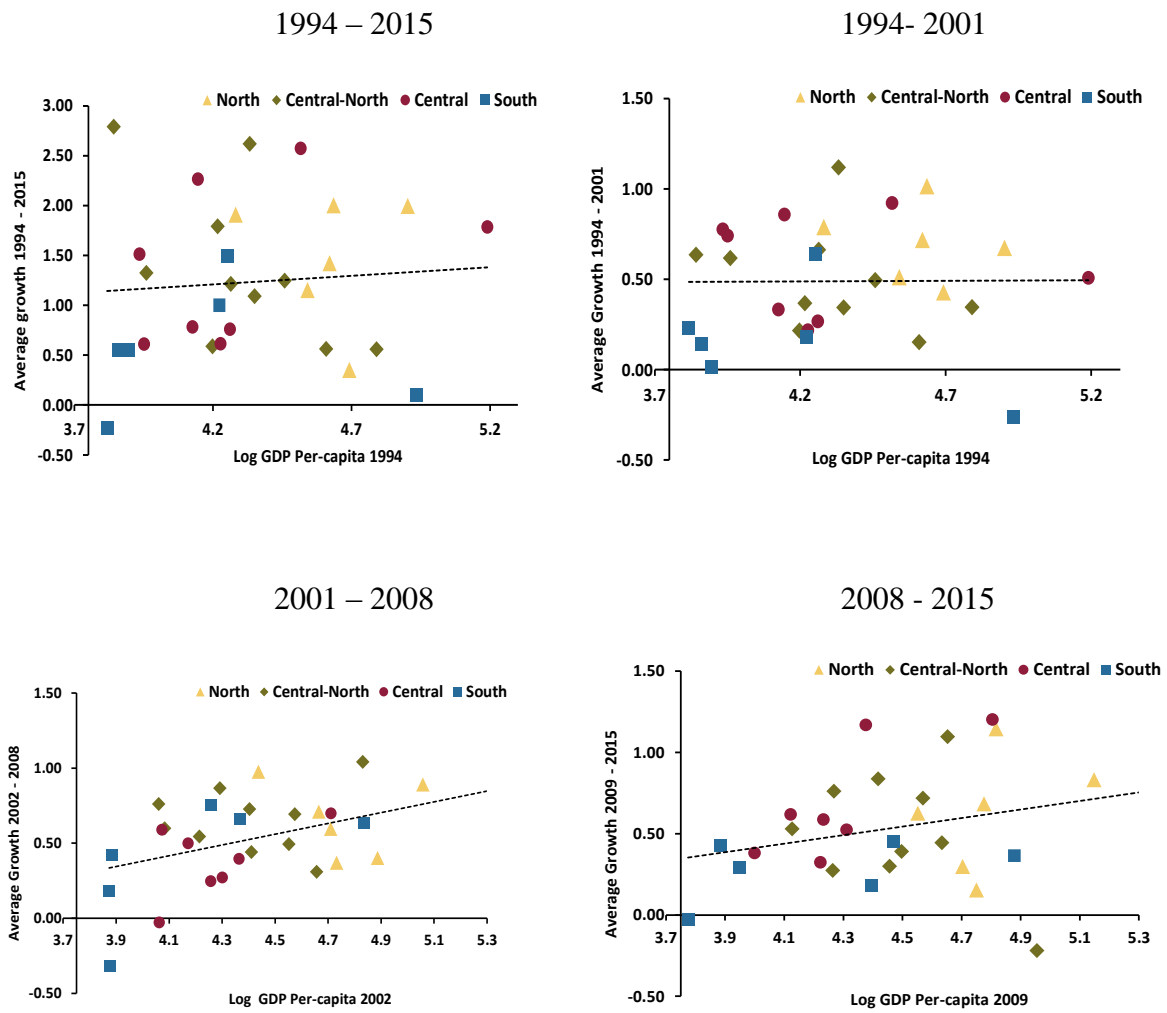 1994 – 2015
1994- 2001
North Central-North Central South
3.00
2.50
2.00
1.50
1.00
0.50
0.00
-0.50
3.7 4.2 4.7 5.2
Average growth 1994 - 2015
Log GDP Per-capita 1994
North Central-North Central South
1.50
1.00
0.50
0.00
-0.50
3.7 4.2 4.7 5.2
Average Growth 1994 - 2001
Log GDP Per-capita 1994
2001 – 2008
2008 - 2015
North Central-North Central South
1.50
1.00
0.50
0.00
-0.50
3.7 3.9 4.1 4.3 4.5 4.7 4.9 5.1 5.3
Average Growth 2002 - 2008
Log GDP Per-capita 2002
North Central-North Central South
1.50
1.00
0.50
0.00
-0.50
3.7 3.9 4.1 4.3 4.5 4.7 4.9 5.1 5.3
Average Growth 2009 - 2015
Log GDP Per-capita 2009